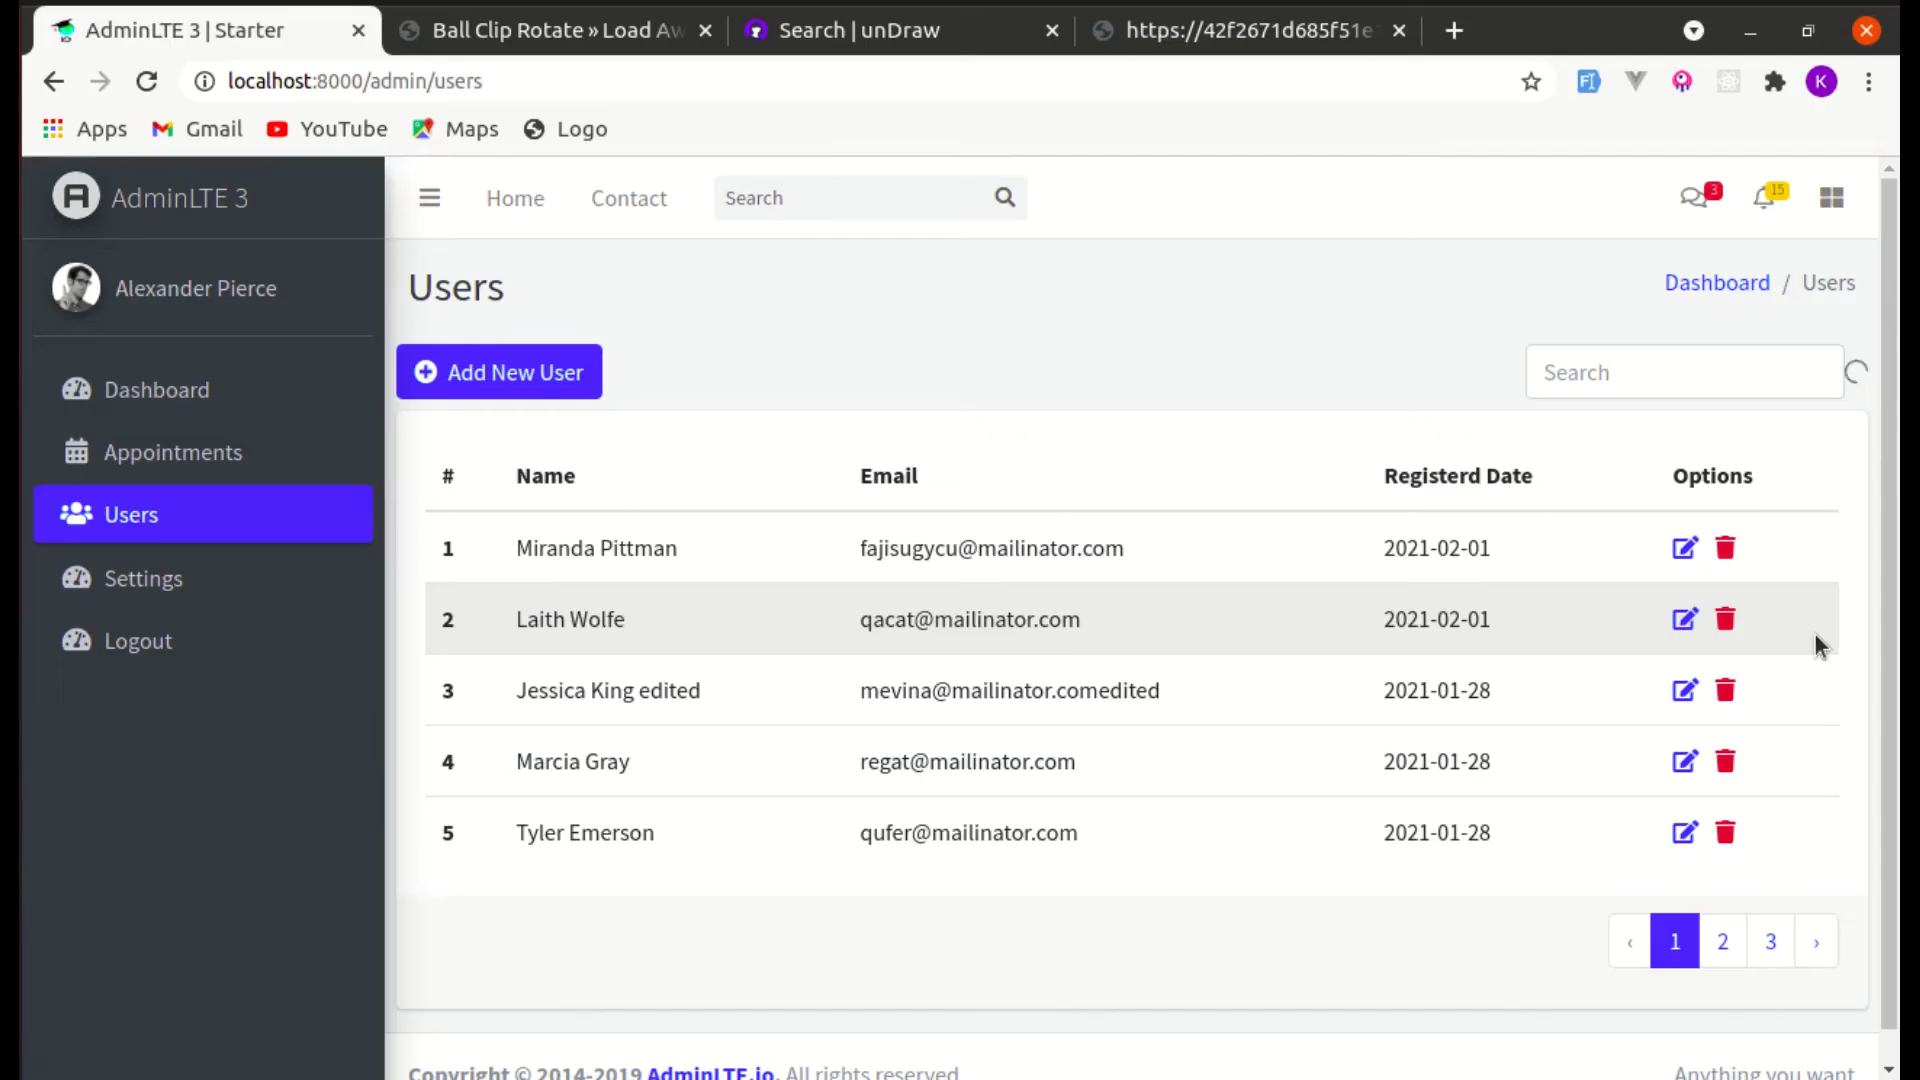 AdminLTE 3 | Starter
Ball Clip Rotate » Load Aw
Search | unDraw
https://42f2671d685f51e
localhost:8000/admin/users
K
Apps
Gmail
YouTube
Maps
Logo
AdminLTE 3
Home
Contact
Search
3
15
Alexander Pierce
Users
Dashboard / Users
Add New User
Search
Dashboard
Appointments
Users
Settings
Logout
# Name Email Registerd Date Options
1 Miranda Pittman fajisugycu@mailinator.com 2021-02-01
2 Laith Wolfe qacat@mailinator.com 2021-02-01
3 Jessica King edited mevina@mailinator.comedited 2021-01-28
4 Marcia Gray regat@mailinator.com 2021-01-28
5 Tyler Emerson qufer@mailinator.com 2021-01-28
‹ 1 2 3 ›
Copyright © 2014-2019 AdminLTE.io. All rights reserved.
Anything you want